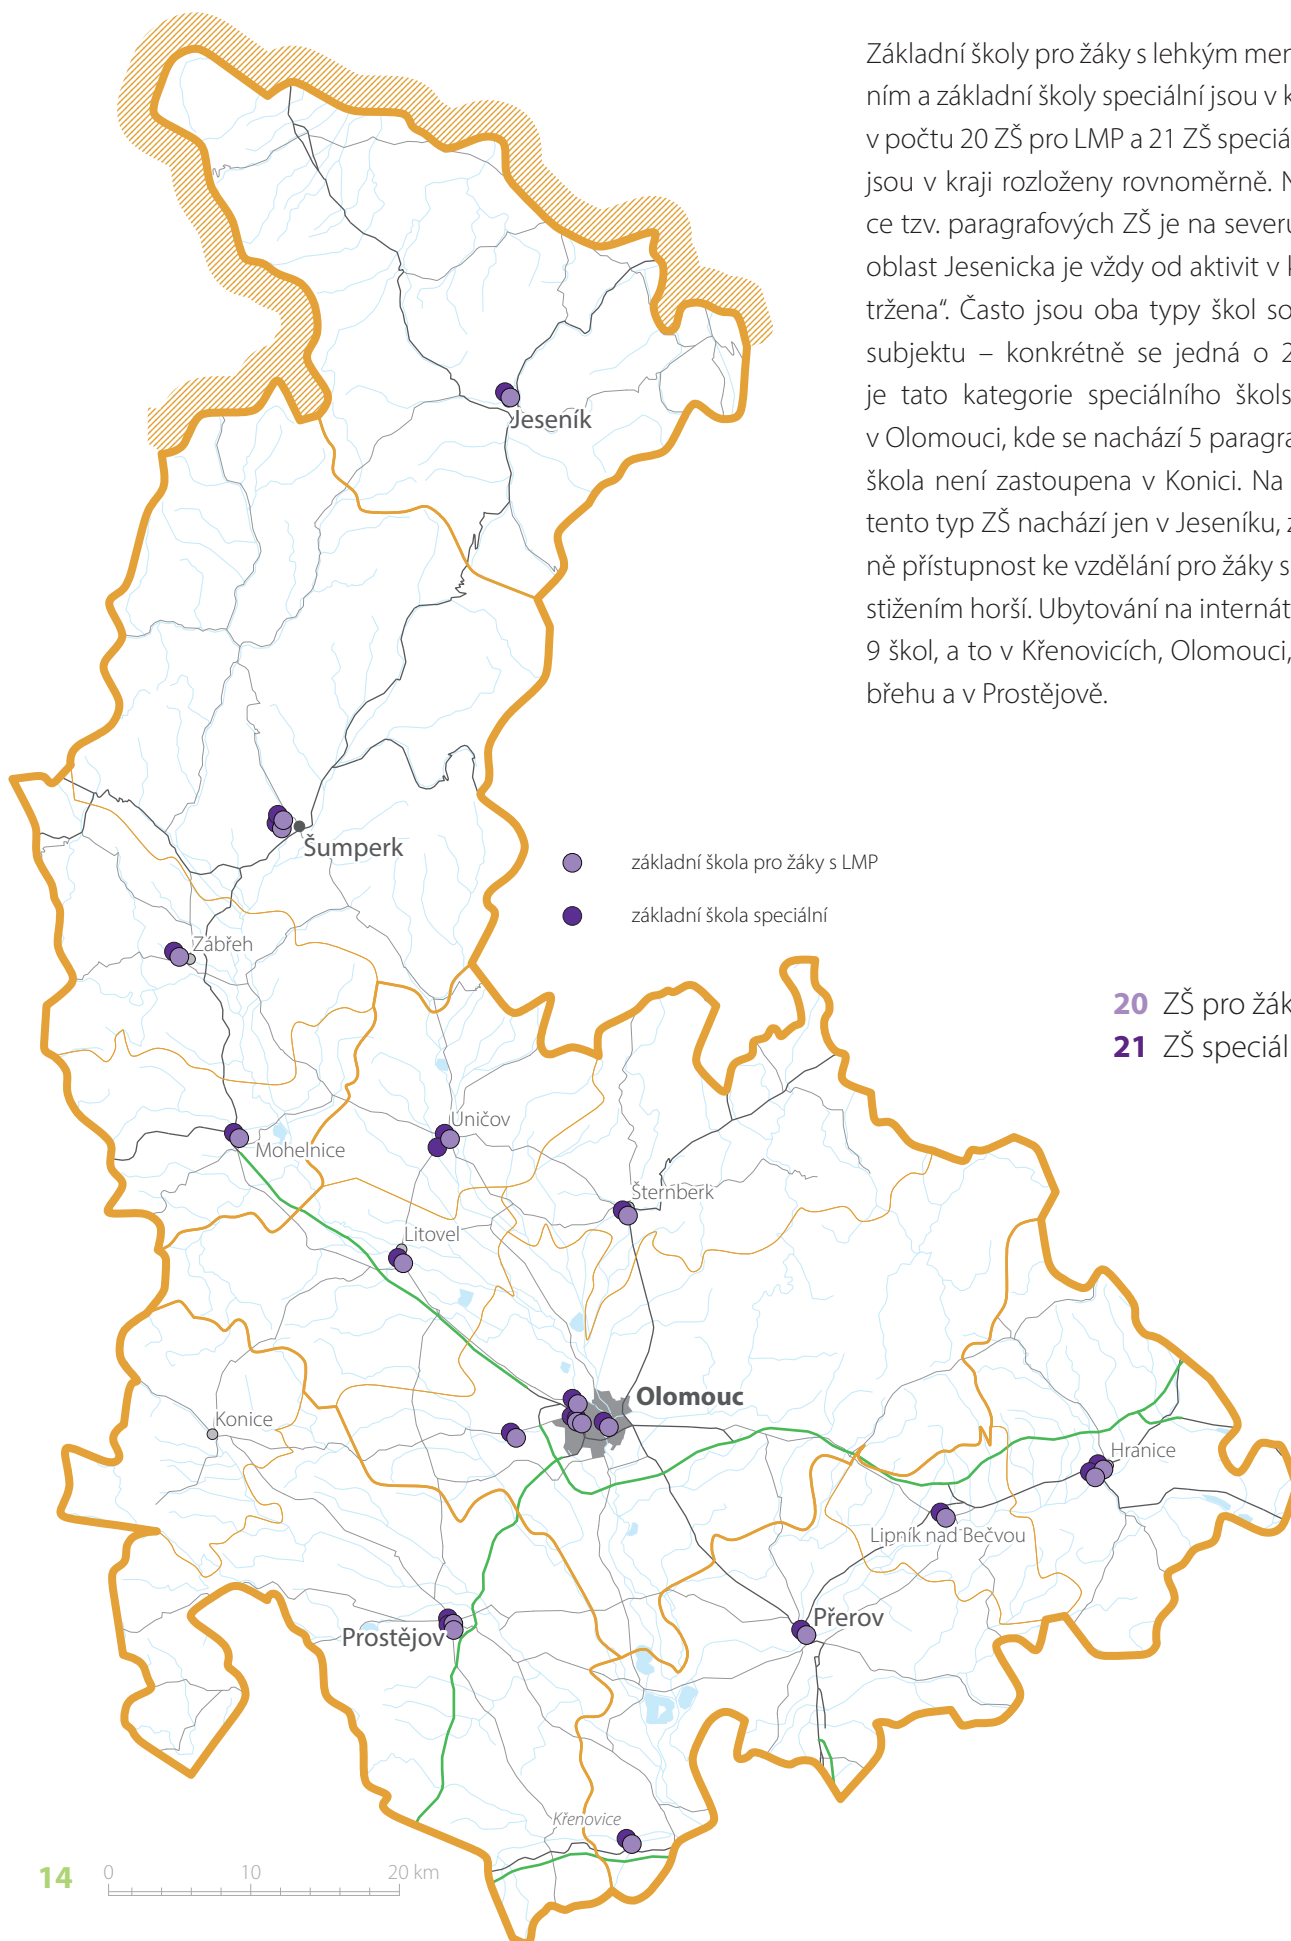 Základní školy pro žáky s lehkým men
ním a základní školy speciální jsou v k
v počtu 20 ZŠ pro LMP a 21 ZŠ speciá
jsou v kraji rozloženy rovnoměrně. N
ce tzv. paragrafových ZŠ je na severu
oblast Jesenicka je vždy od aktivit v k
tržena“. Často jsou oba typy škol so
subjektu – konkrétně se jedná o 2
je tato kategorie speciálního škols
v Olomouci, kde se nachází 5 paragra
škola není zastoupena v Konici. Na
tento typ ZŠ nachází jen v Jeseníku, z
ně přístupnost ke vzdělání pro žáky s
stižením horší. Ubytování na internát
9 škol, a to v Křenovicích, Olomouci,
břehu a v Prostějově.
Jeseník
Šumperk
základní škola pro žáky s LMP
základní škola speciální
Zábřeh
20 ZŠ pro žák
21 ZŠ speciál
Uničov
Mohelnice
Šternberk
Litovel
Olomouc
Konice
Hranice
Lipník nad Bečvou
Přerov
Prostějov
Křenovice
14
0 10 20 km